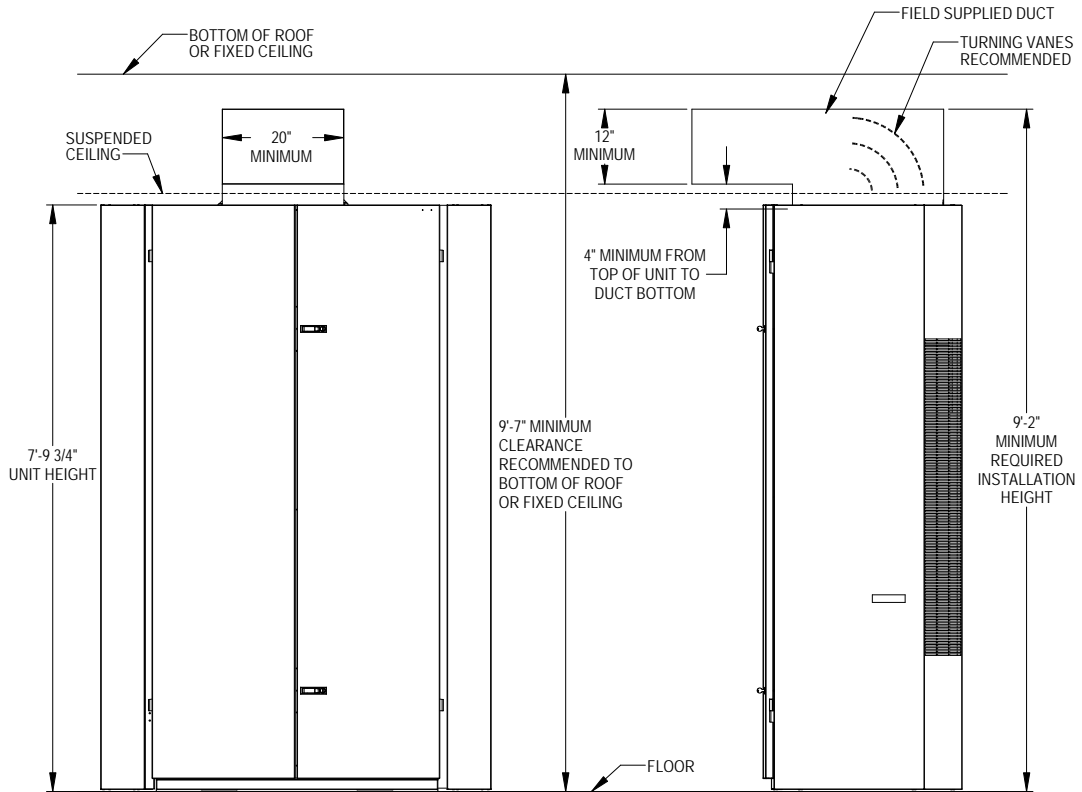 BOTTOM OF ROOF
OR FIXED CEILING
FIELD SUPPLIED DUCT
TURNING VANES
RECOMMENDED
SUSPENDED
CEILING
20"
MINIMUM
12"
MINIMUM
4" MINIMUM FROM
TOP OF UNIT TO
DUCT BOTTOM
7'-9 3/4"
UNIT HEIGHT
9'-7" MINIMUM
CLEARANCE
RECOMMENDED TO
BOTTOM OF ROOF
OR FIXED CEILING
9'-2"
MINIMUM
REQUIRED
INSTALLATION
HEIGHT
FLOOR